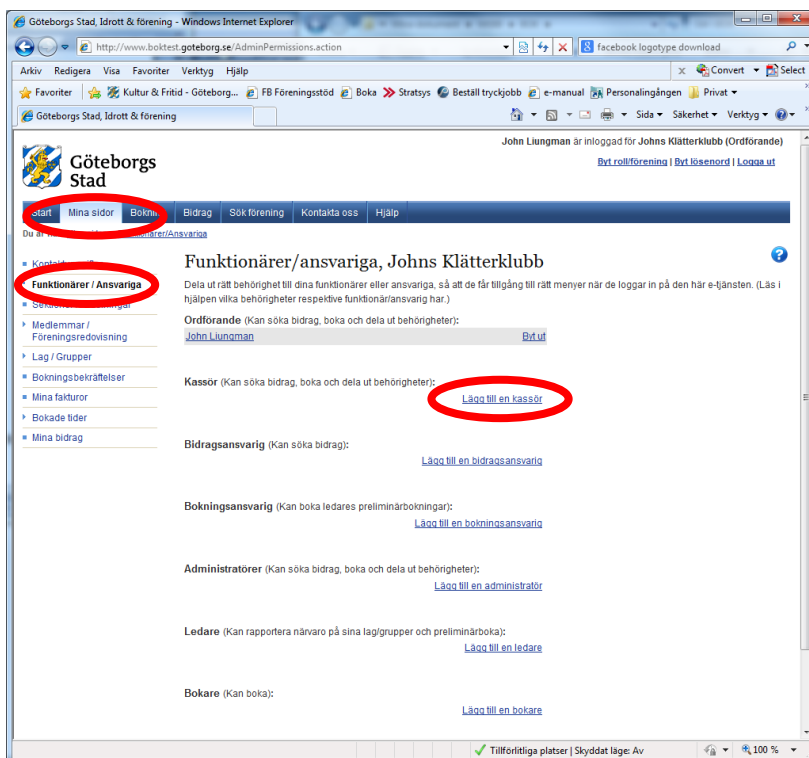 Göteborgs Stad, Idrott & förening - Windows Internet Explorer
http://www.boktest.goteborg.se/AdminPermissions.action
facebook logotype download
Arkiv Redigera Visa Favoriter Verktyg Hjälp
x Convert Select
Favoriter Kultur & Fritid - Göteborg... FB Föreningsstöd Boka Stratsys Beställ tryckjobb e-manual Personalingången Privat
Göteborgs Stad, Idrott & förening
Sida Säkerhet Verktyg
John Ljungman är inloggad för Johns Klätterklubb (Ordförande)
Byt roll/förening | Byt lösenord | Logga ut
Göteborgs
Stad
Start Mina sidor Bidrag Sök förening Kontakta oss Hjälp
Du är
Funktionärer / Ansvariga
Medlemmar /
Föreningsredovisning
Lag / Grupper
Bokningsbekräftelser
Mina fakturor
Bokade tider
Mina bidrag
Funktionärer/ansvariga, Johns Klätterklubb
Dela ut rätt behörighet till dina funktionärer eller ansvariga, så att de får tillgång till rätt menyer när de loggar in på den här e-tjänsten. (Läs i
hjälpen vilka behörigheter respektive funktionär/ansvarig har.)
Ordförande (Kan söka bidrag, boka och dela ut behörigheter):
John Ljungman Byt ut
Kassör (Kan söka bidrag, boka och dela ut behörigheter):
Lägg till en kassör
Bidragsansvarig (Kan söka bidrag):
Lägg till en bidragsansvarig
Bokningsansvarig (Kan boka ledares preliminärbokningar):
Lägg till en bokningsansvarig
Administratörer (Kan söka bidrag, boka och dela ut behörigheter):
Lägg till en administratör
Ledare (Kan rapportera närvaro på sina lag/grupper och preliminärboka):
Lägg till en ledare
Bokare (Kan boka):
Lägg till en bokare
Tillförlitliga platser | Skyddat läge: Av
100 %